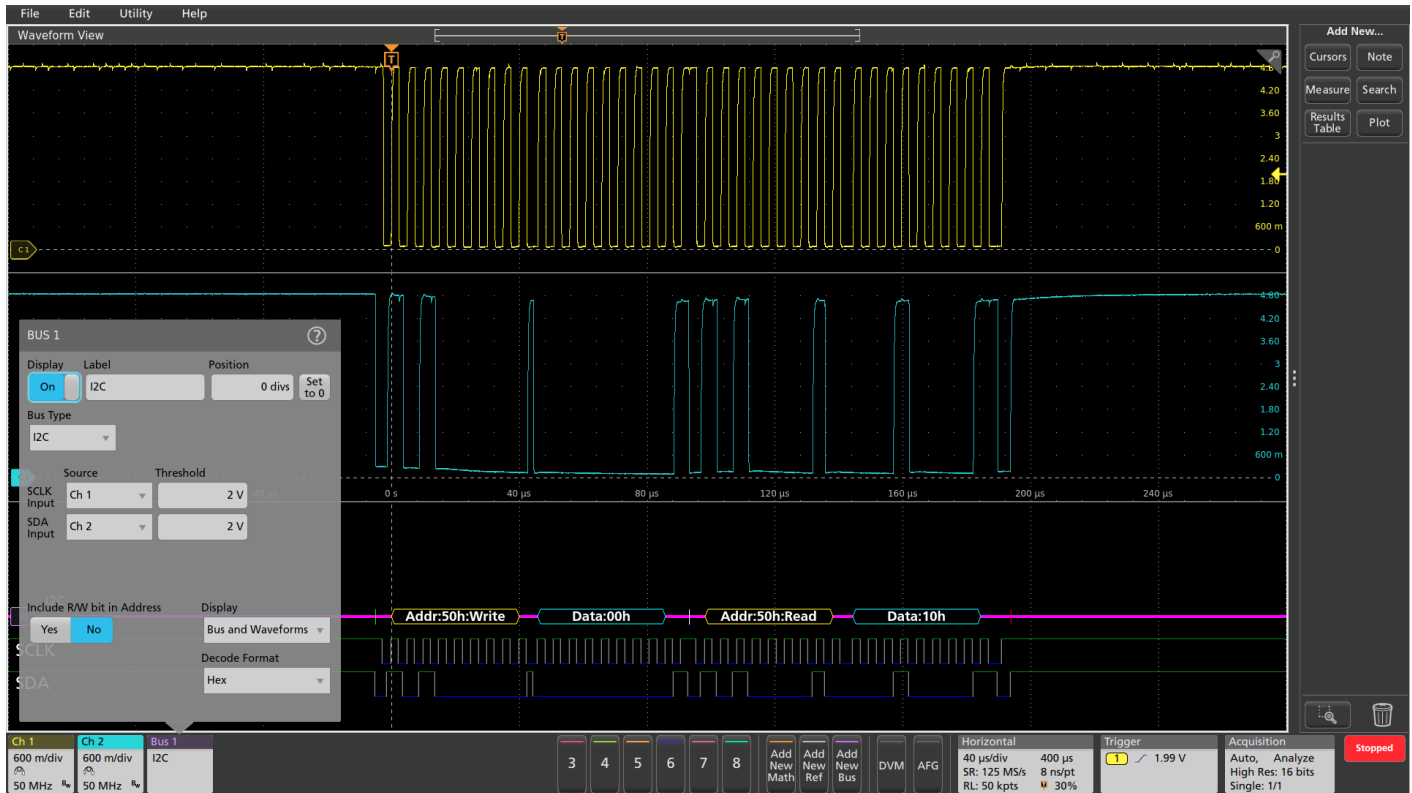 File Edit Utility Help
Waveform View
Add New...
Cursors Note
Measure Search
Results Table Plot
T
T
4.20
3.60
3
2.40
1.80
1.20
600 m
0
C1
4.80
4.20
3.60
3
2.40
1.80
1.20
600 m
0
0 s 40 µs 80 µs 120 µs 160 µs 200 µs 240 µs
BUS 1 ?
Display Label Position
On I2C 0 divs Set to 0
Bus Type
I2C
Source Threshold
SCLK Input Ch 1 2 V
SDA Input Ch 2 2 V
I2C
Include R/W bit in Address Display
Yes No Bus and Waveforms
Decode Format
Hex
Addr:50h:Write Data:00h Addr:50h:Read Data:10h
SCLK
SDA
Ch 1
600 m/div
50 MHz Bw
Ch 2
600 m/div
50 MHz Bw
Bus 1
I2C
3 4 5 6 7 8
Add New Math
Add New Ref
Add New Bus
DVM AFG
Horizontal
40 µs/div 400 µs
SR: 125 MS/s 8 ns/pt
RL: 50 kpts 30%
Trigger
1 1.99 V
Acquisition
Auto, Analyze
High Res: 16 bits
Single: 1/1
Stopped